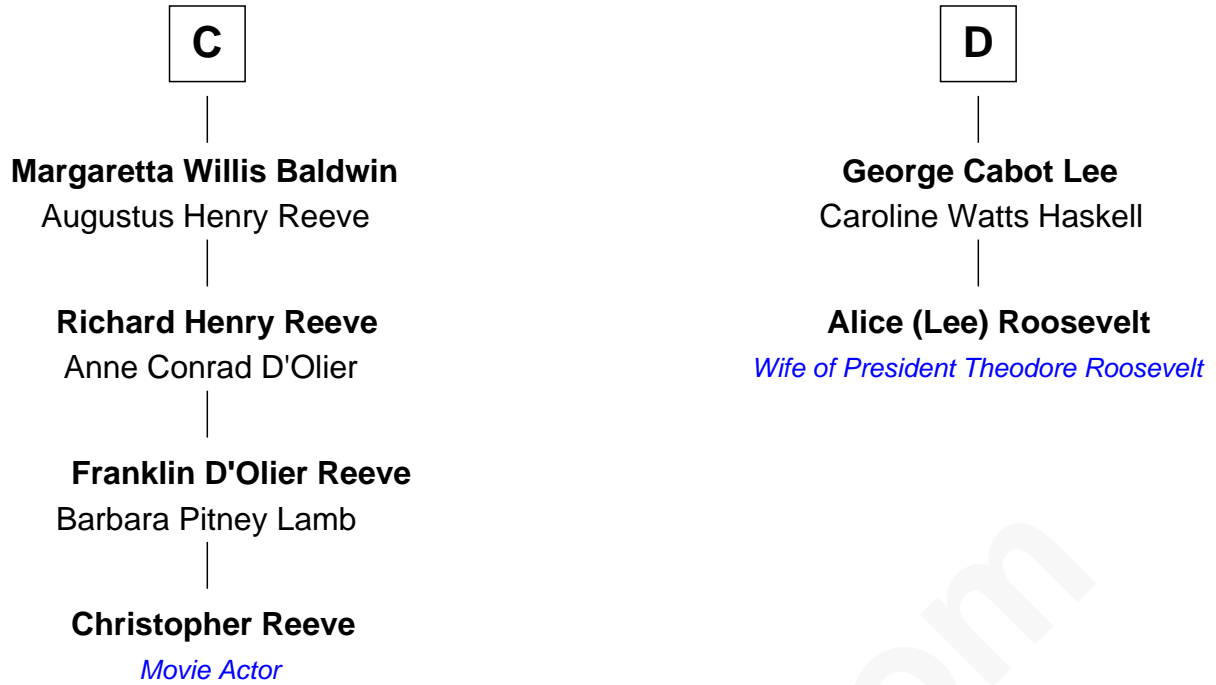 C
Margaretta Willis Baldwin
Augustus Henry Reeve
Richard Henry Reeve
Anne Conrad D'Olier
Franklin D'Olier Reeve
Barbara Pitney Lamb
Christopher Reeve
Movie Actor
D
George Cabot Lee
Caroline Watts Haskell
Alice (Lee) Roosevelt
Wife of President Theodore Roosevelt
om